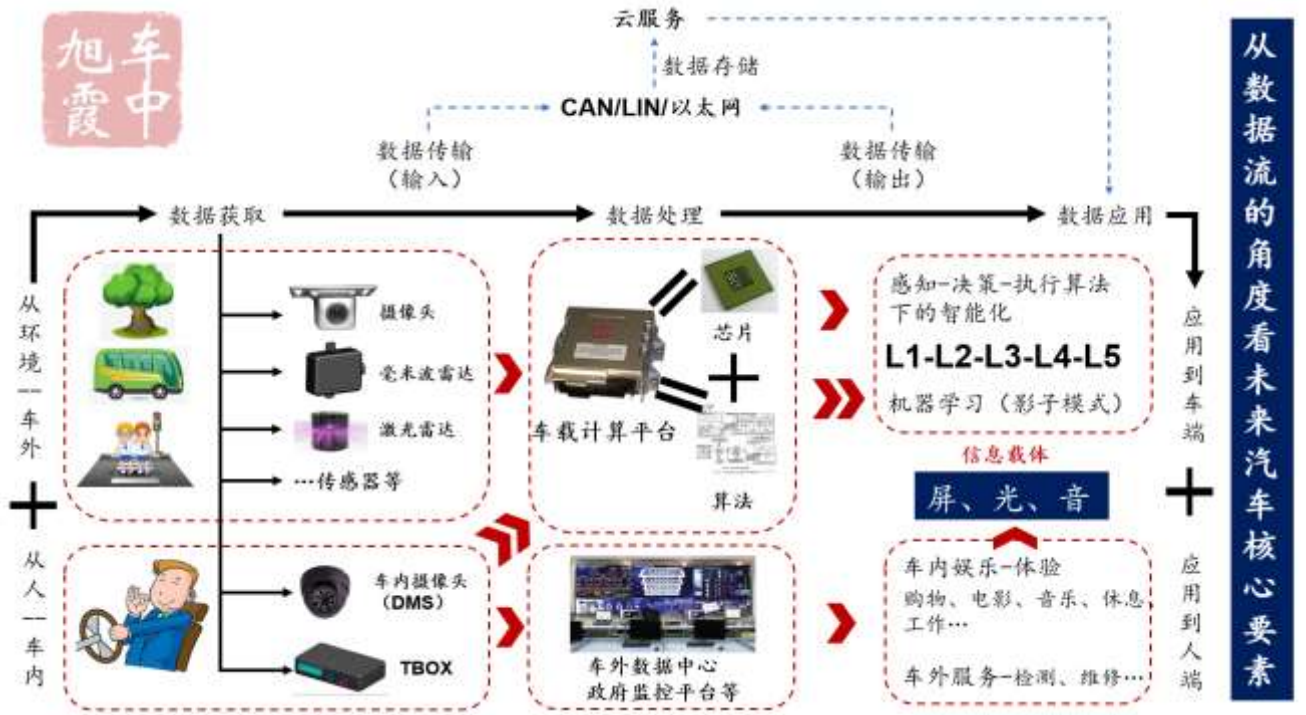 云服务
数据存储
CAN/LIN/以太网
数据传输
（输入）
数据传输
（输出）
车中
旭霞
数据获取
数据处理
数据应用
从环境--车外
从人--车内
摄像头
毫米波雷达
激光雷达
…传感器等
车内摄像头
（DMS）
TBOX
芯片
车载计算平台
算法
车外数据中心
政府监控平台等
感知-决策-执行算法
下的智能化
L1-L2-L3-L4-L5
机器学习（影子模式）
信息载体
屏、光、音
车内娱乐-体验
购物、电影、音乐、休息、
工作…
车外服务-检测、维修…
应用到车端
应用到人端
从数据流的角度看未来汽车核心要素